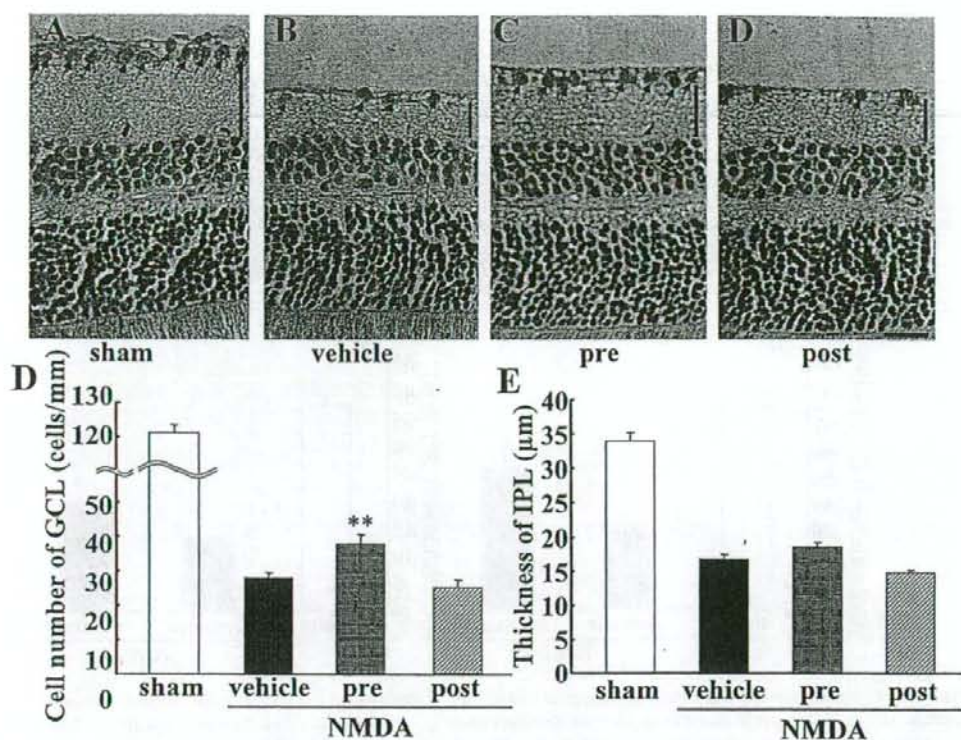 A
B
C
D
sham
vehicle
pre
post
D
Cell number of GCL (cells/mm)
130
120
50
40
30
20
10
0
**
sham
vehicle
pre
post
NMDA
E
Thickness of IPL (μm)
40
35
30
25
20
15
10
5
0
sham
vehicle
pre
post
NMDA